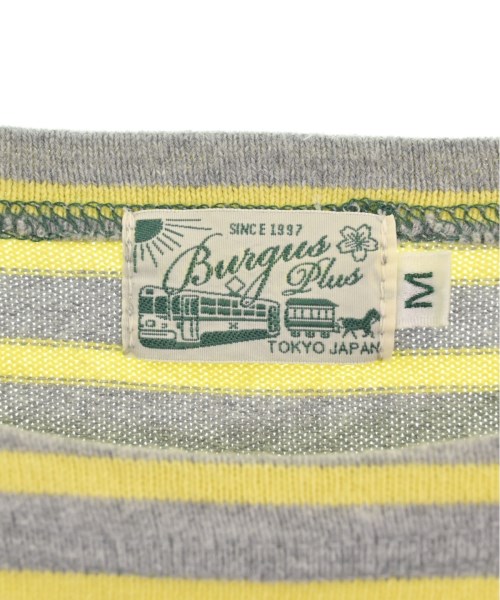 SINCE 1997
Burgus
Plus
TOKYO JAPAN
M